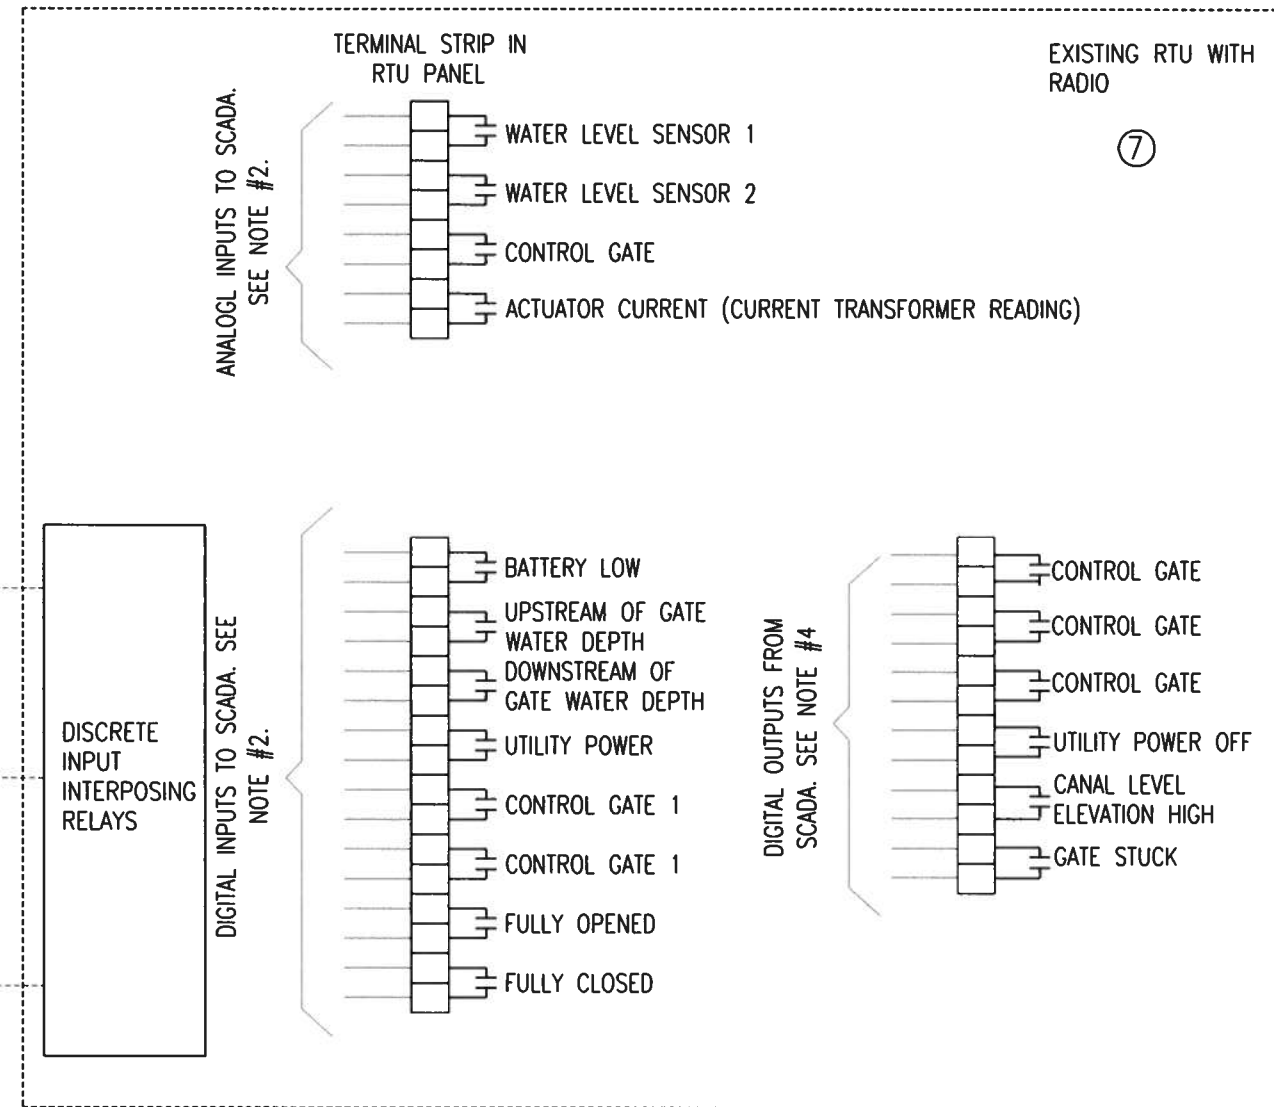 TERMINAL STRIP IN
RTU PANEL
EXISTING RTU WITH
RADIO
7
ANALOGL INPUTS TO SCADA.
SEE NOTE #2.
WATER LEVEL SENSOR 1
WATER LEVEL SENSOR 2
CONTROL GATE
ACTUATOR CURRENT (CURRENT TRANSFORMER READING)
DISCRETE
INPUT
INTERPOSING
RELAYS
DIGITAL INPUTS TO SCADA. SEE
NOTE #2.
BATTERY LOW
UPSTREAM OF GATE
WATER DEPTH
DOWNSTREAM OF
GATE WATER DEPTH
UTILITY POWER
CONTROL GATE 1
CONTROL GATE 1
FULLY OPENED
FULLY CLOSED
DIGITAL OUTPUTS FROM
SCADA. SEE NOTE #4
CONTROL GATE
CONTROL GATE
CONTROL GATE
UTILITY POWER OFF
CANAL LEVEL
ELEVATION HIGH
GATE STUCK